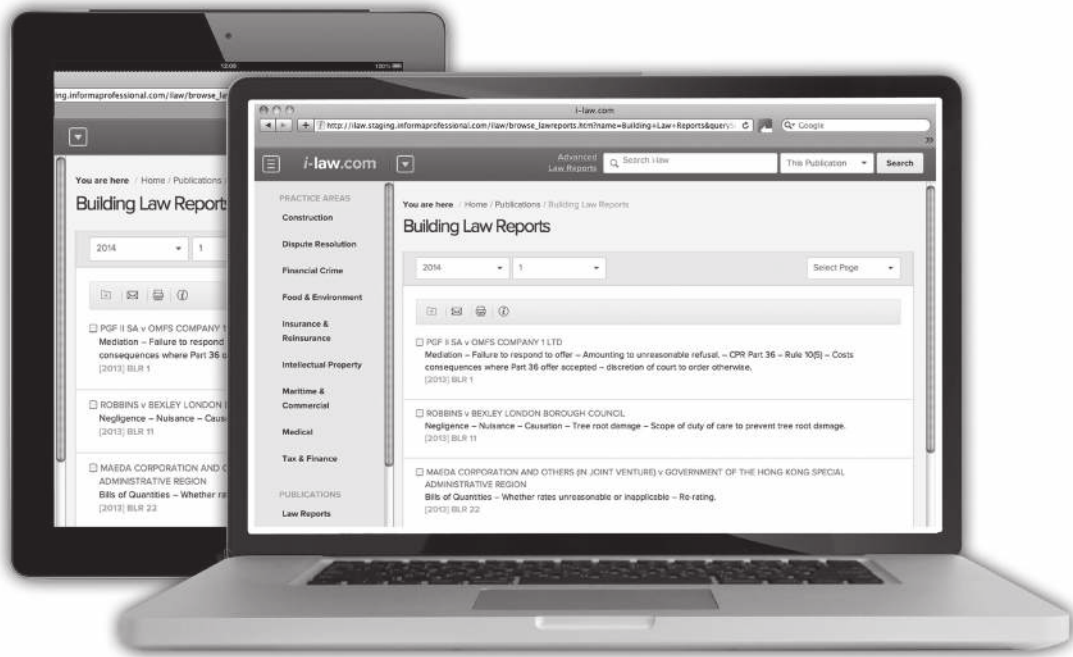 12:00
100%
ing.informaprofessional.com/ilaw/browse_la
You are here / Home / Publications /
Building Law Report
2014
1
PGF II SA v OMFS COMPANY 1
Mediation – Failure to respond
consequences where Part 36 o
[2013] BLR 1
ROBBINS v BEXLEY LONDON
Negligence – Nuisance – Caus
[2013] BLR 11
MAEDA CORPORATION AND
ADMINISTRATIVE REGION
Bills of Quantities – Whether ra
[2013] BLR 22
i-law.com
http://ilaw.staging.informaprofessional.com/ilaw/browse_lawreports.htm?name=Building+Law+Reports&queryS
Google
i-law.com
Advanced
Law Reports
Search i-law
This Publication
Search
PRACTICE AREAS
Construction
Dispute Resolution
Financial Crime
Food & Environment
Insurance &
Reinsurance
Intellectual Property
Maritime &
Commercial
Medical
Tax & Finance
PUBLICATIONS
Law Reports
You are here / Home / Publications / Building Law Reports
Building Law Reports
2014
1
Select Page
PGF II SA v OMFS COMPANY 1 LTD
Mediation – Failure to respond to offer – Amounting to unreasonable refusal. – CPR Part 36 – Rule 10(5) – Costs
consequences where Part 36 offer accepted – discretion of court to order otherwise.
[2013] BLR 1
ROBBINS v BEXLEY LONDON BOROUGH COUNCIL
Negligence – Nuisance – Causation – Tree root damage – Scope of duty of care to prevent tree root damage.
[2013] BLR 11
MAEDA CORPORATION AND OTHERS (IN JOINT VENTURE) v GOVERNMENT OF THE HONG KONG SPECIAL
ADMINISTRATIVE REGION
Bills of Quantities – Whether rates unreasonable or inapplicable – Re-rating.
[2013] BLR 22